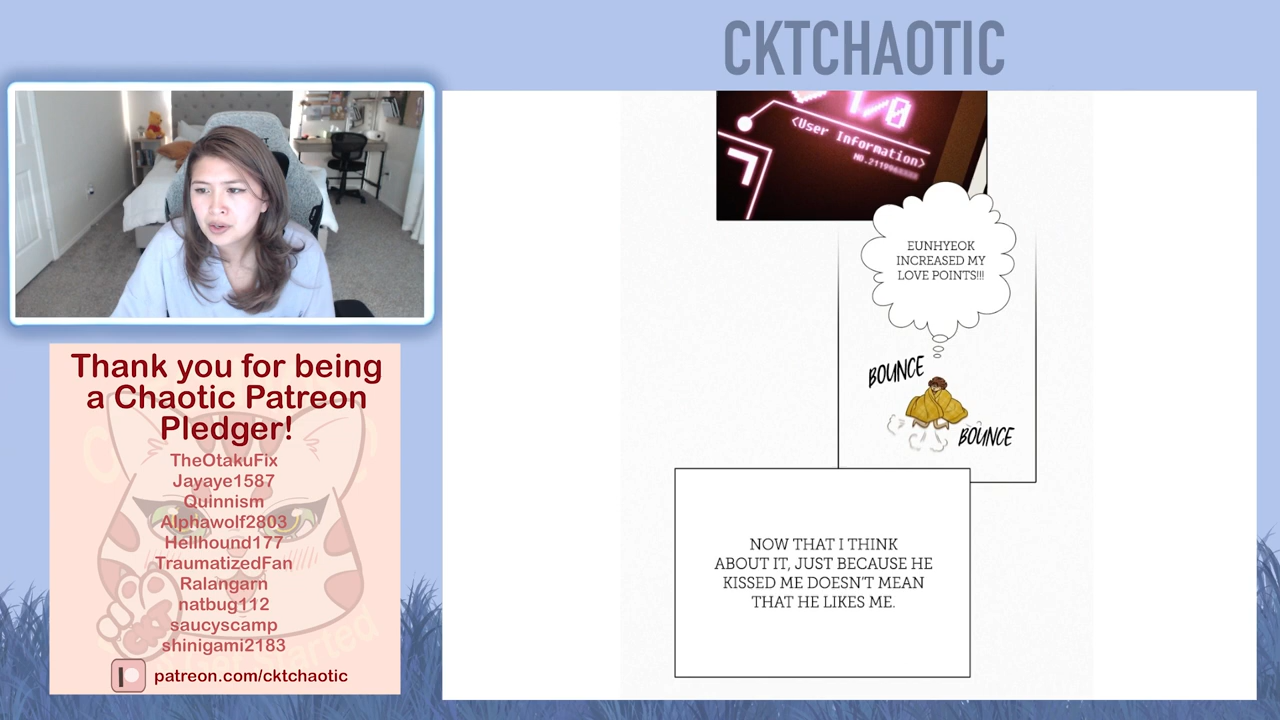 CKTCHAOTIC
<User Information>
EUNHYEOK
INCREASED MY
LOVE POINTS!!!
BOUNCE
BOUNCE
NOW THAT I THINK
ABOUT IT, JUST BECAUSE HE
KISSED ME DOESN'T MEAN
THAT HE LIKES ME.
Thank you for being
a Chaotic Patreon
Pledger!
TheOtakuFix
Jayaye1587
Quinnism
Alphawolf2803
Hellhound177
TraumatizedFan
Ralangarn
natbug112
saucyscamp
shinigami2183
patreon.com/cktchaotic